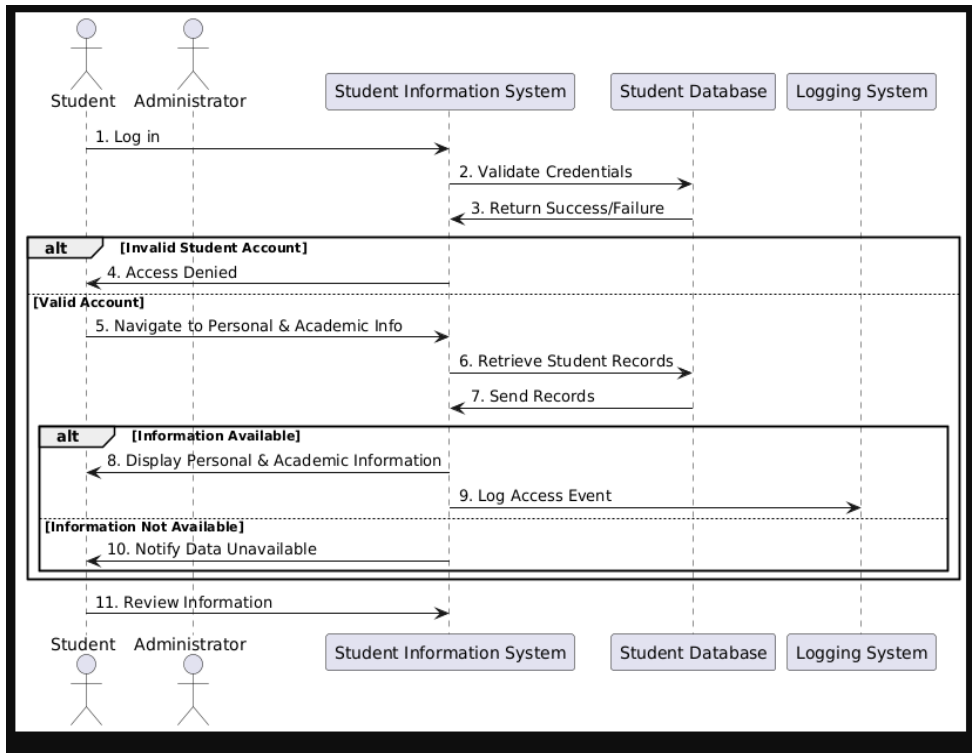 Student Administrator
Student Information System Student Database Logging System
1. Log in
2. Validate Credentials
3. Return Success/Failure
alt [Invalid Student Account]
4. Access Denied
[Valid Account]
5. Navigate to Personal & Academic Info
6. Retrieve Student Records
7. Send Records
alt [Information Available]
8. Display Personal & Academic Information
9. Log Access Event
[Information Not Available]
10. Notify Data Unavailable
11. Review Information
Student Administrator
Student Information System Student Database Logging System